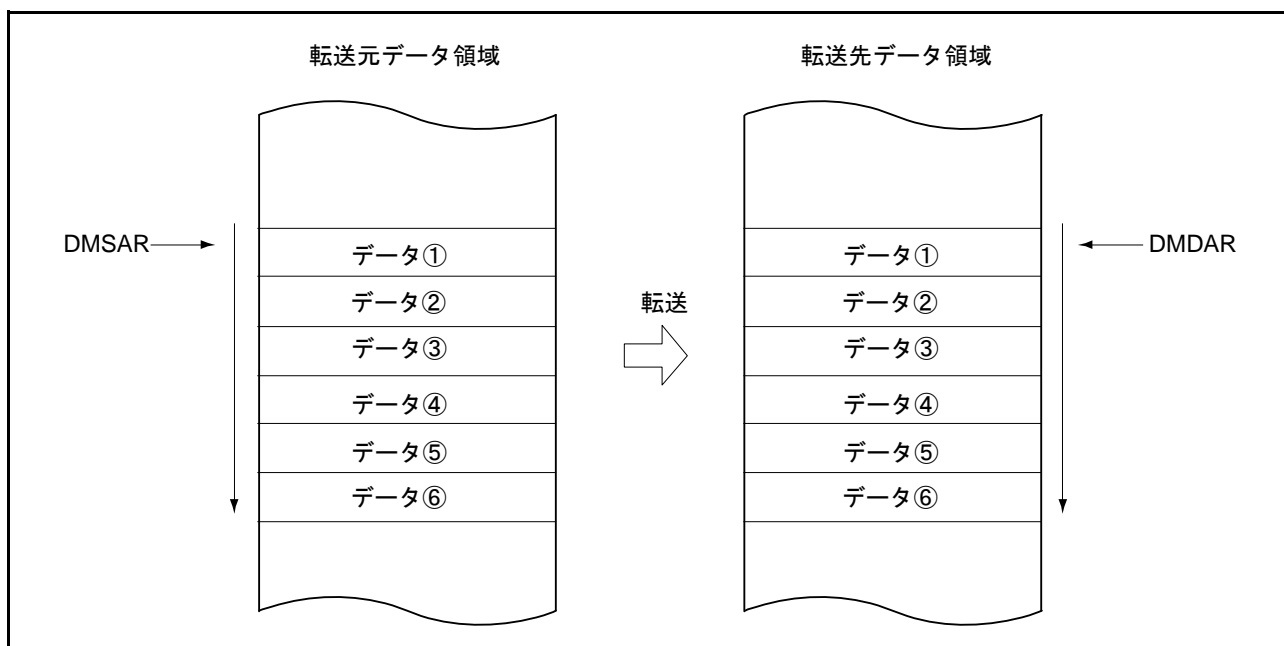 転送元データ領域
転送先データ領域
DMSAR
データ①
データ②
データ③
データ④
データ⑤
データ⑥
転送
データ①
データ②
データ③
データ④
データ⑤
データ⑥
DMDAR